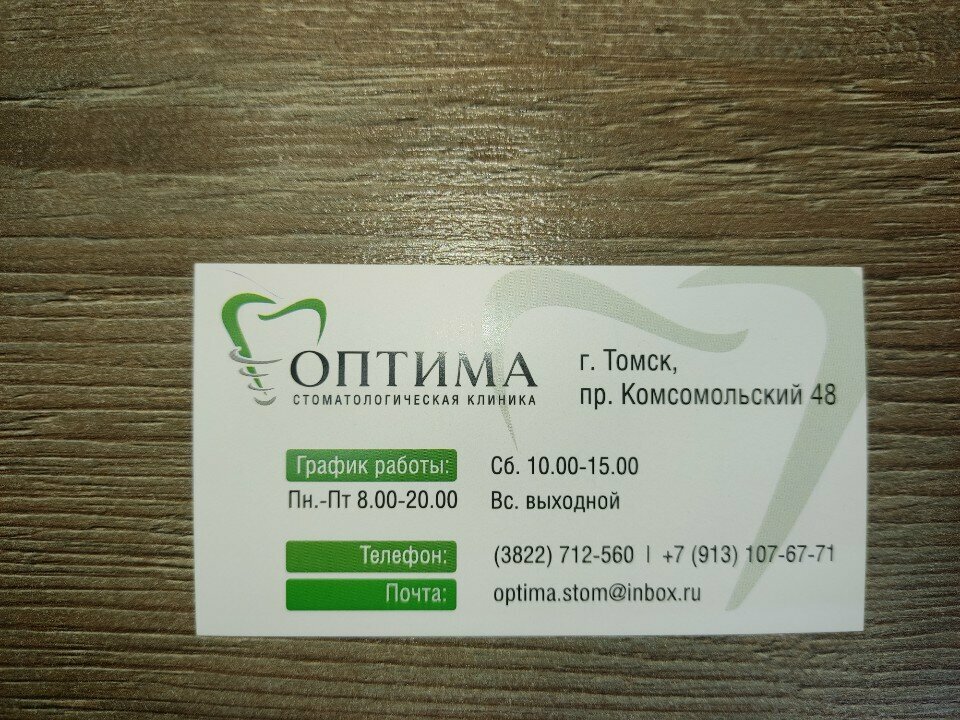 ОПТИМА
СТОМАТОЛОГИЧЕСКАЯ КЛИНИКА
г. Томск,
пр. Комсомольский 48
График работы:
Пн.-Пт 8.00-20.00
Сб. 10.00-15.00
Вс. выходной
Телефон: (3822) 712-560 | +7 (913) 107-67-71
Почта: optima.stom@inbox.ru